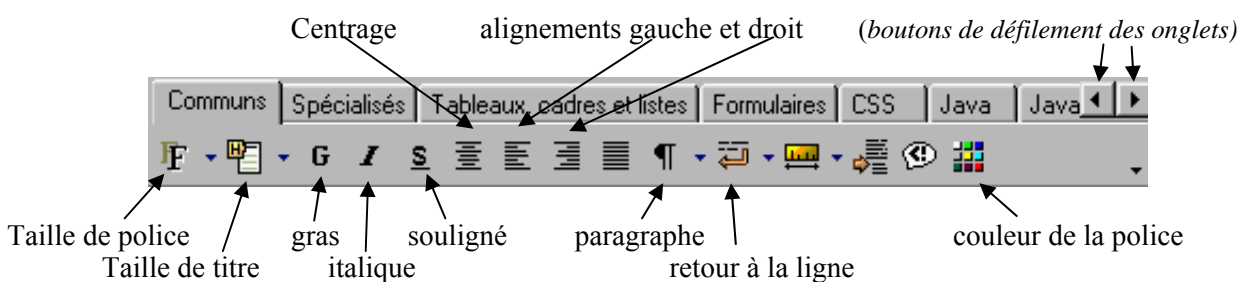 Centrage alignements gauche et droit (boutons de défilement des onglets)
Communs Spécialisés Tableaux, cadres et listes Formulaires CSS Java Java
G I S
Taille de police gras souligné paragraphe couleur de la police
Taille de titre italique retour à la ligne